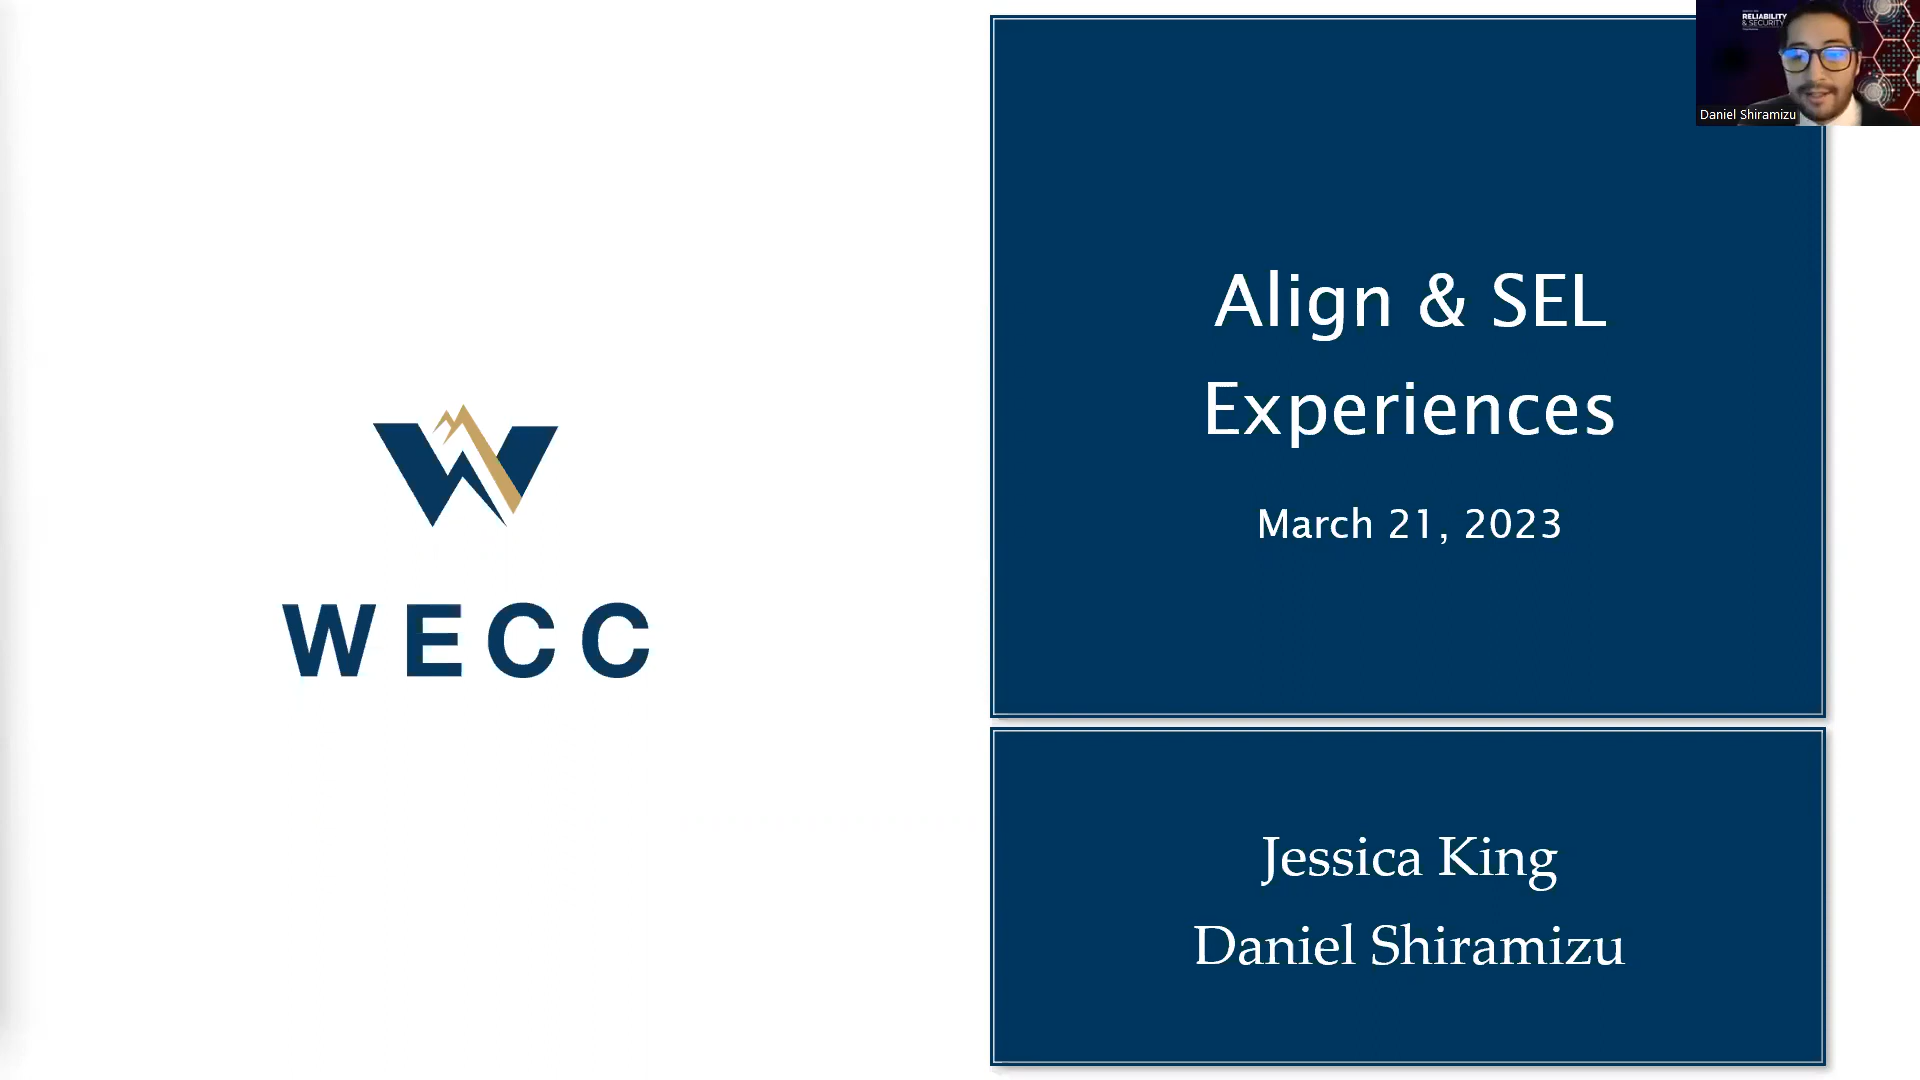 WECC
Align & SEL
Experiences
March 21, 2023
Jessica King
Daniel Shiramizu
RELIABILITY
& SECURITY
Daniel Shiramizu